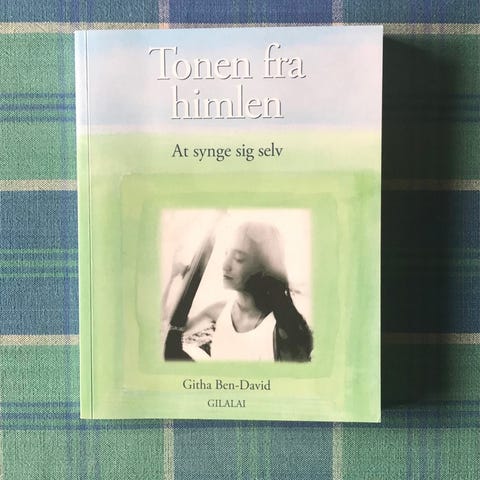 Tonen fra
himlen
At synge sig selv
Githa Ben-David
GILALAI